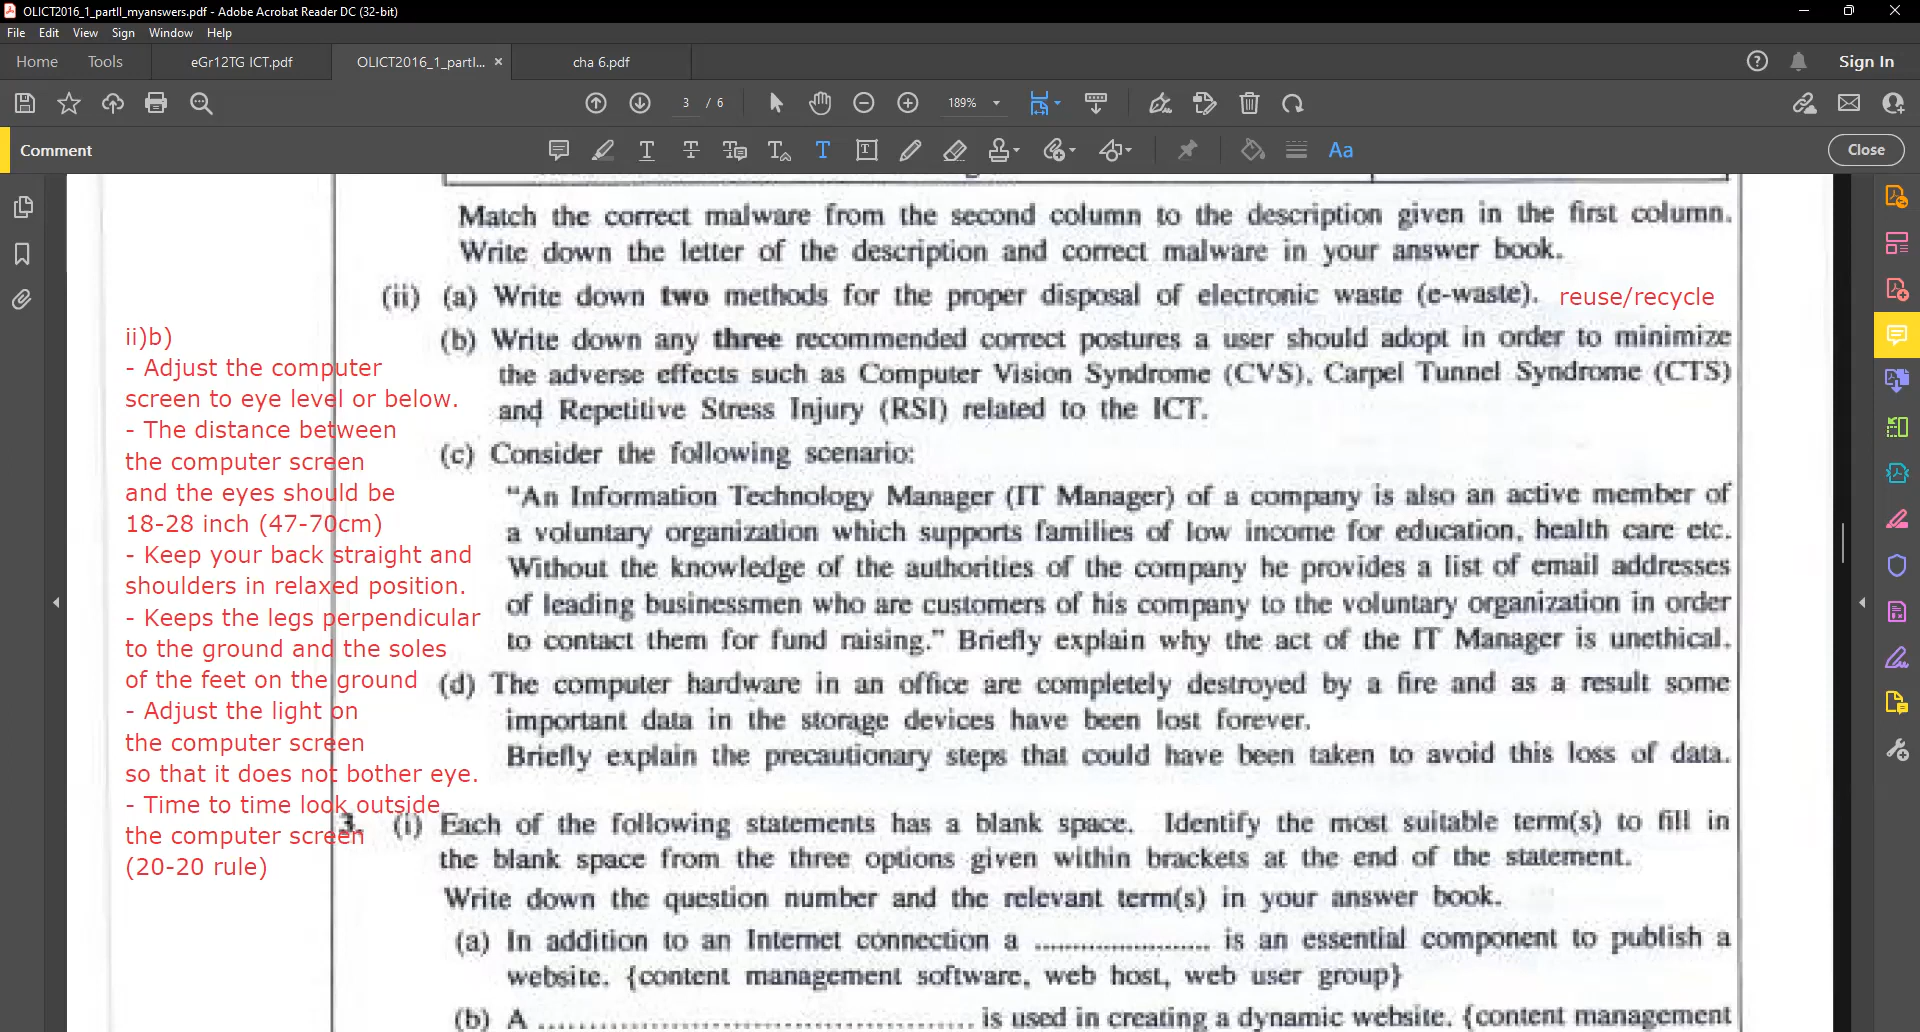 OLICT2016_1_partII_myanswers.pdf - Adobe Acrobat Reader DC (32-bit)
File Edit View Sign Window Help
Home Tools eGr12TG ICT.pdf OLICT2016_1_partI... × cha 6.pdf Sign In
3 / 6 189%
Comment Close
Match the correct malware from the second column to the description given in the first column.
Write down the letter of the description and correct malware in your answer book.
(ii) (a) Write down two methods for the proper disposal of electronic waste (e-waste). reuse/recycle
(b) Write down any three recommended correct postures a user should adopt in order to minimize
the adverse effects such as Computer Vision Syndrome (CVS), Carpel Tunnel Syndrome (CTS)
and Repetitive Stress Injury (RSI) related to the ICT.
(c) Consider the following scenario:
"An Information Technology Manager (IT Manager) of a company is also an active member of
a voluntary organization which supports families of low income for education, health care etc.
Without the knowledge of the authorities of the company he provides a list of email addresses
of leading businessmen who are customers of his company to the voluntary organization in order
to contact them for fund raising." Briefly explain why the act of the IT Manager is unethical.
(d) The computer hardware in an office are completely destroyed by a fire and as a result some
important data in the storage devices have been lost forever.
Briefly explain the precautionary steps that could have been taken to avoid this loss of data.
3. (i) Each of the following statements has a blank space. Identify the most suitable term(s) to fill in
the blank space from the three options given within brackets at the end of the statement.
Write down the question number and the relevant term(s) in your answer book.
(a) In addition to an Internet connection a ........................ is an essential component to publish a
website. {content management software, web host, web user group}
(b) A ........................................ is used in creating a dynamic website. {content management
ii)b)
- Adjust the computer
screen to eye level or below.
- The distance between
the computer screen
and the eyes should be
18-28 inch (47-70cm)
- Keep your back straight and
shoulders in relaxed position.
- Keeps the legs perpendicular
to the ground and the soles
of the feet on the ground
- Adjust the light on
the computer screen
so that it does not bother eye.
- Time to time look outside
the computer screen
(20-20 rule)